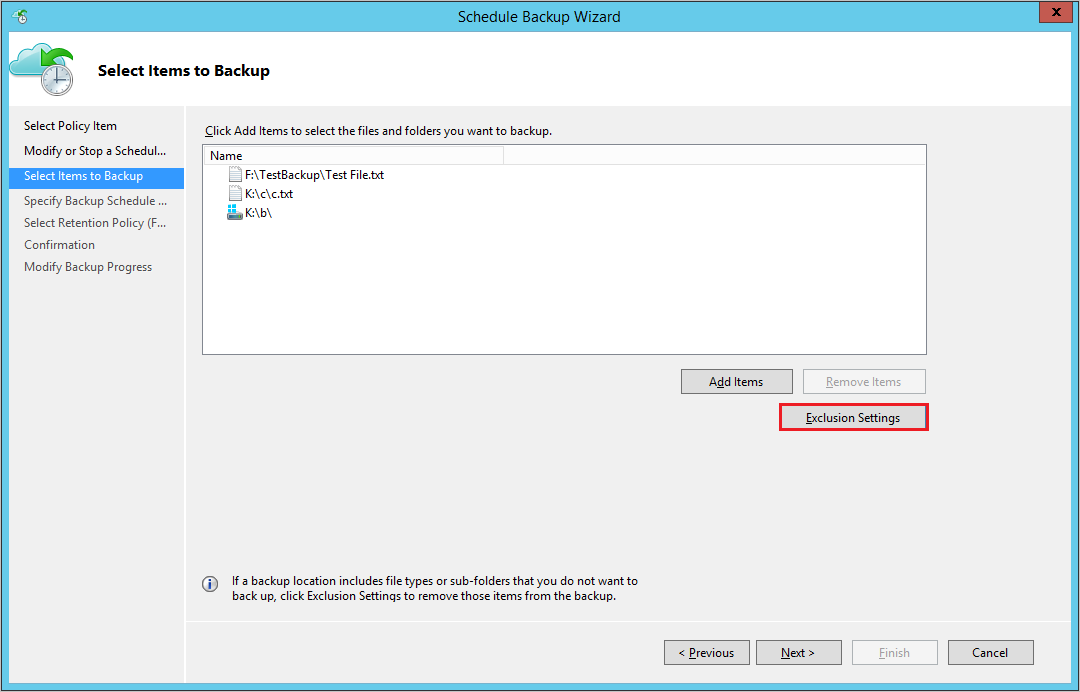 Schedule Backup Wizard
x
Select Items to Backup
Select Policy Item
Modify or Stop a Schedul...
Select Items to Backup
Specify Backup Schedule ...
Select Retention Policy (F...
Confirmation
Modify Backup Progress
Click Add Items to select the files and folders you want to backup.
Name
F:\TestBackup\Test File.txt
K:\c\c.txt
K:\b\
Add Items
Remove Items
Exclusion Settings
If a backup location includes file types or sub-folders that you do not want to
back up, click Exclusion Settings to remove those items from the backup.
< Previous
Next >
Finish
Cancel